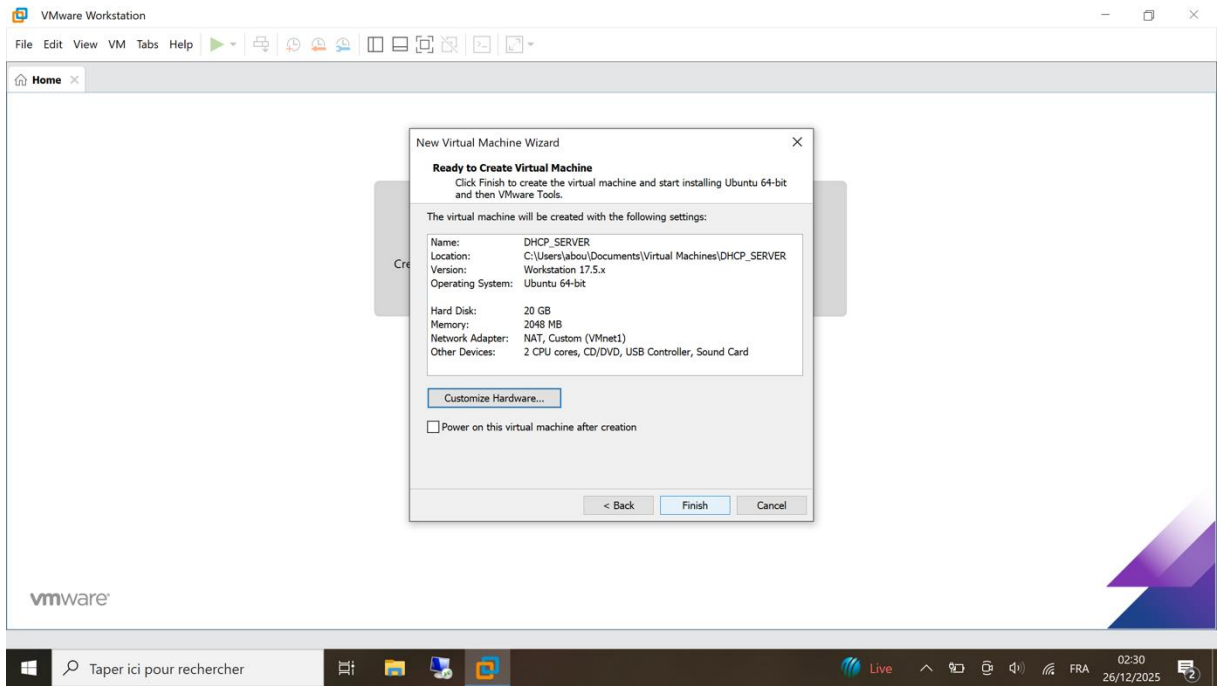 VMware Workstation
File Edit View VM Tabs Help
Home
New Virtual Machine Wizard
Ready to Create Virtual Machine
Click Finish to create the virtual machine and start installing Ubuntu 64-bit
and then VMware Tools.
The virtual machine will be created with the following settings:
Name: DHCP_SERVER
Location: C:\Users\abou\Documents\Virtual Machines\DHCP_SERVER
Version: Workstation 17.5.x
Operating System: Ubuntu 64-bit
Hard Disk: 20 GB
Memory: 2048 MB
Network Adapter: NAT, Custom (VMnet1)
Other Devices: 2 CPU cores, CD/DVD, USB Controller, Sound Card
Cre
Customize Hardware...
Power on this virtual machine after creation
< Back Finish Cancel
vmware
Taper ici pour rechercher
Live
FRA
02:30
26/12/2025
2